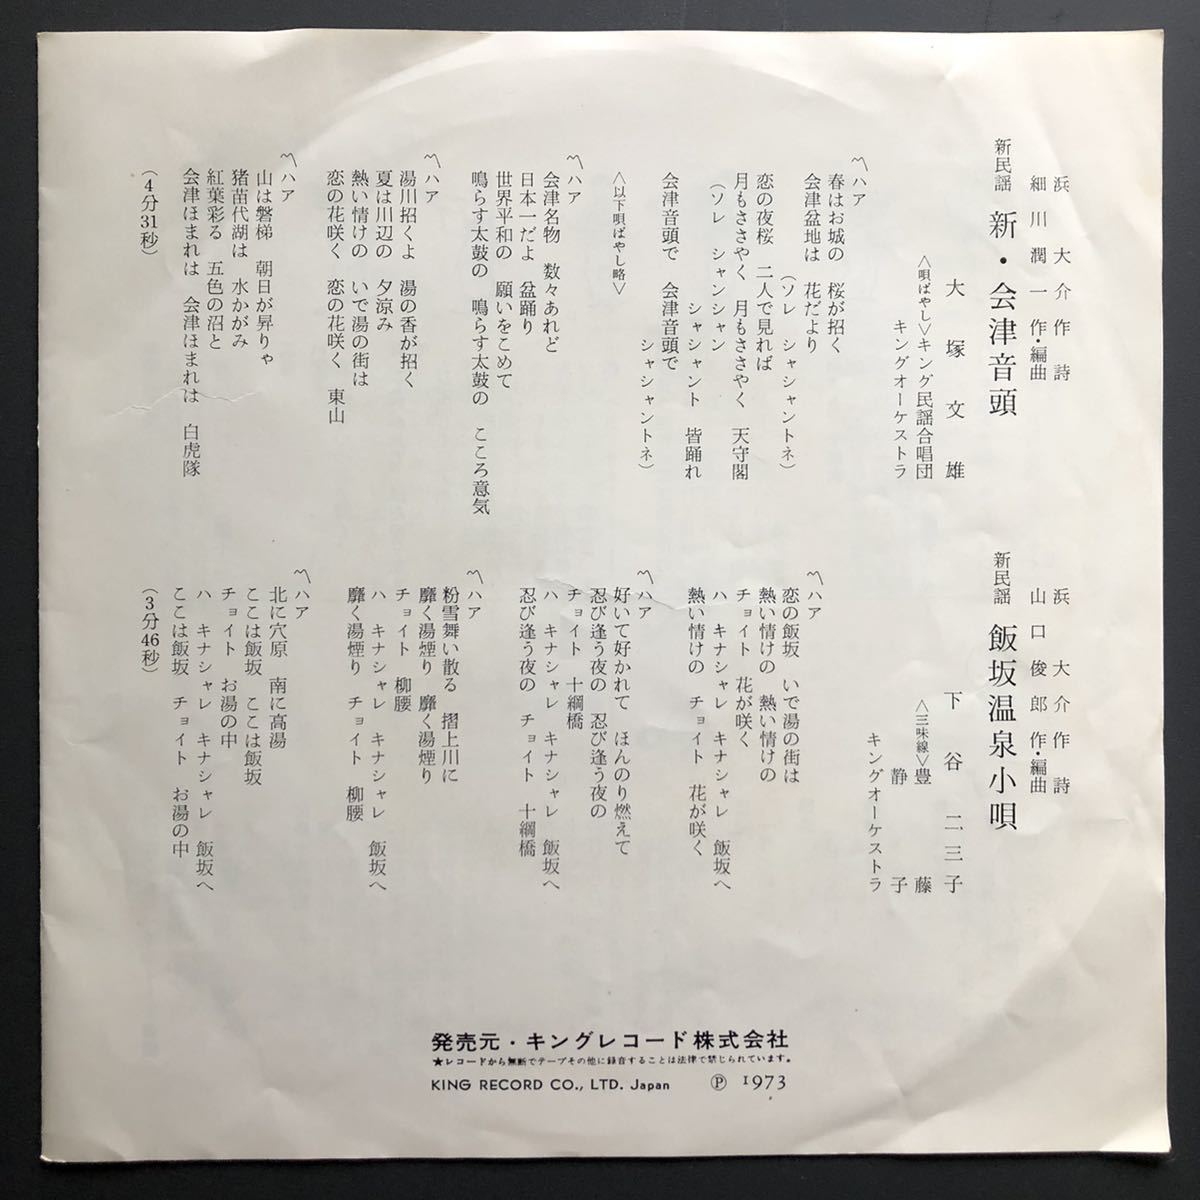 浜大介作詩
細川潤一作・編曲
新民謡 新・会津音頭
大塚文雄
〈唄ばやし〉キング民謡合唱団
キングオーケストラ
〽ハア
春はお城の 桜が招く
会津盆地は 花だより
(ソレ シャシャントネ)
恋の夜桜 二人で見れば
月もささやく 月もささやく 天守閣
(ソレ シャンシャン
シャシャント 皆踊れ
会津音頭で 会津音頭で
シャシャントネ)
〈以下唄ばやし略〉
〽ハア
会津名物 数々あれど
日本一だよ 盆踊り
世界平和の 願いをこめて
鳴らす太鼓の 鳴らす太鼓の こころ意気
〽ハア
湯川招くよ 湯の香が招く
夏は川辺の 夕涼み
熱い情けの いで湯の街は
恋の花咲く 恋の花咲く 東山
〽ハア
山は磐梯 朝日が昇りゃ
猪苗代湖は 水かがみ
紅葉彩る 五色の沼と
会津ほまれは 会津ほまれは 白虎隊
(4分31秒)
浜大介作詩
山口俊郎作・編曲
新民謡 飯坂温泉小唄
下谷二三子
〈三味線〉豊藤
静子
キングオーケストラ
〽ハア
恋の飯坂 いで湯の街は
熱い情けの 熱い情けの
チョイト 花が咲く
ハ キナシャレ キナシャレ 飯坂へ
熱い情けの チョイト 花が咲く
〽ハア
好いて好かれて ほんのり燃えて
忍び逢う夜の 忍び逢う夜の
チョイト 十綱橋
ハ キナシャレ キナシャレ 飯坂へ
忍び逢う夜の チョイト 十綱橋
〽ハア
粉雪舞い散る 摺上川に
靡く湯煙り 靡く湯煙り
チョイト 柳腰
ハ キナシャレ キナシャレ 飯坂へ
靡く湯煙り チョイト 柳腰
〽ハア
北に穴原 南に高湯
ここは飯坂 ここは飯坂
チョイト お湯の中
ハ キナシャレ キナシャレ 飯坂へ
ここは飯坂 チョイト お湯の中
(3分46秒)
発売元・キングレコード株式会社
★レコードから無断でテープその他に録音することは法律で禁じられています。
KING RECORD CO., LTD. Japan Ⓟ 1973